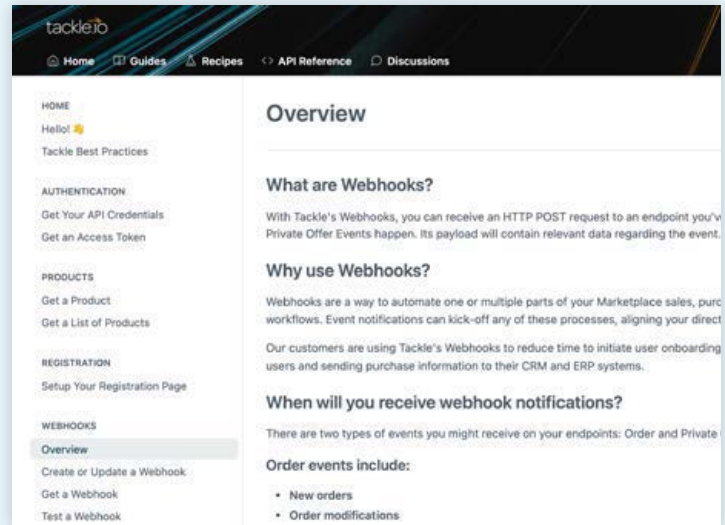 tackle.io
Home Guides Recipes <> API Reference Discussions
HOME
Hello! 👋
Tackle Best Practices
AUTHENTICATION
Get Your API Credentials
Get an Access Token
PRODUCTS
Get a Product
Get a List of Products
REGISTRATION
Setup Your Registration Page
WEBHOOKS
Overview
Create or Update a Webhook
Get a Webhook
Test a Webhook
Overview
What are Webhooks?
With Tackle's Webhooks, you can receive an HTTP POST request to an endpoint
Private Offer Events happen. Its payload will contain relevant data regarding the event.
Why use Webhooks?
Webhooks are a way to automate one or multiple parts of your Marketplace sales,
workflows. Event notifications can kick-off any of these processes, aligning your
Our customers are using Tackle's Webhooks to reduce time to initiate user onboarding
users and sending purchase information to their CRM and ERP systems.
When will you receive webhook notifications?
There are two types of events you might receive on your endpoints: Order and Private
Order events include:
• New orders
• Order modifications